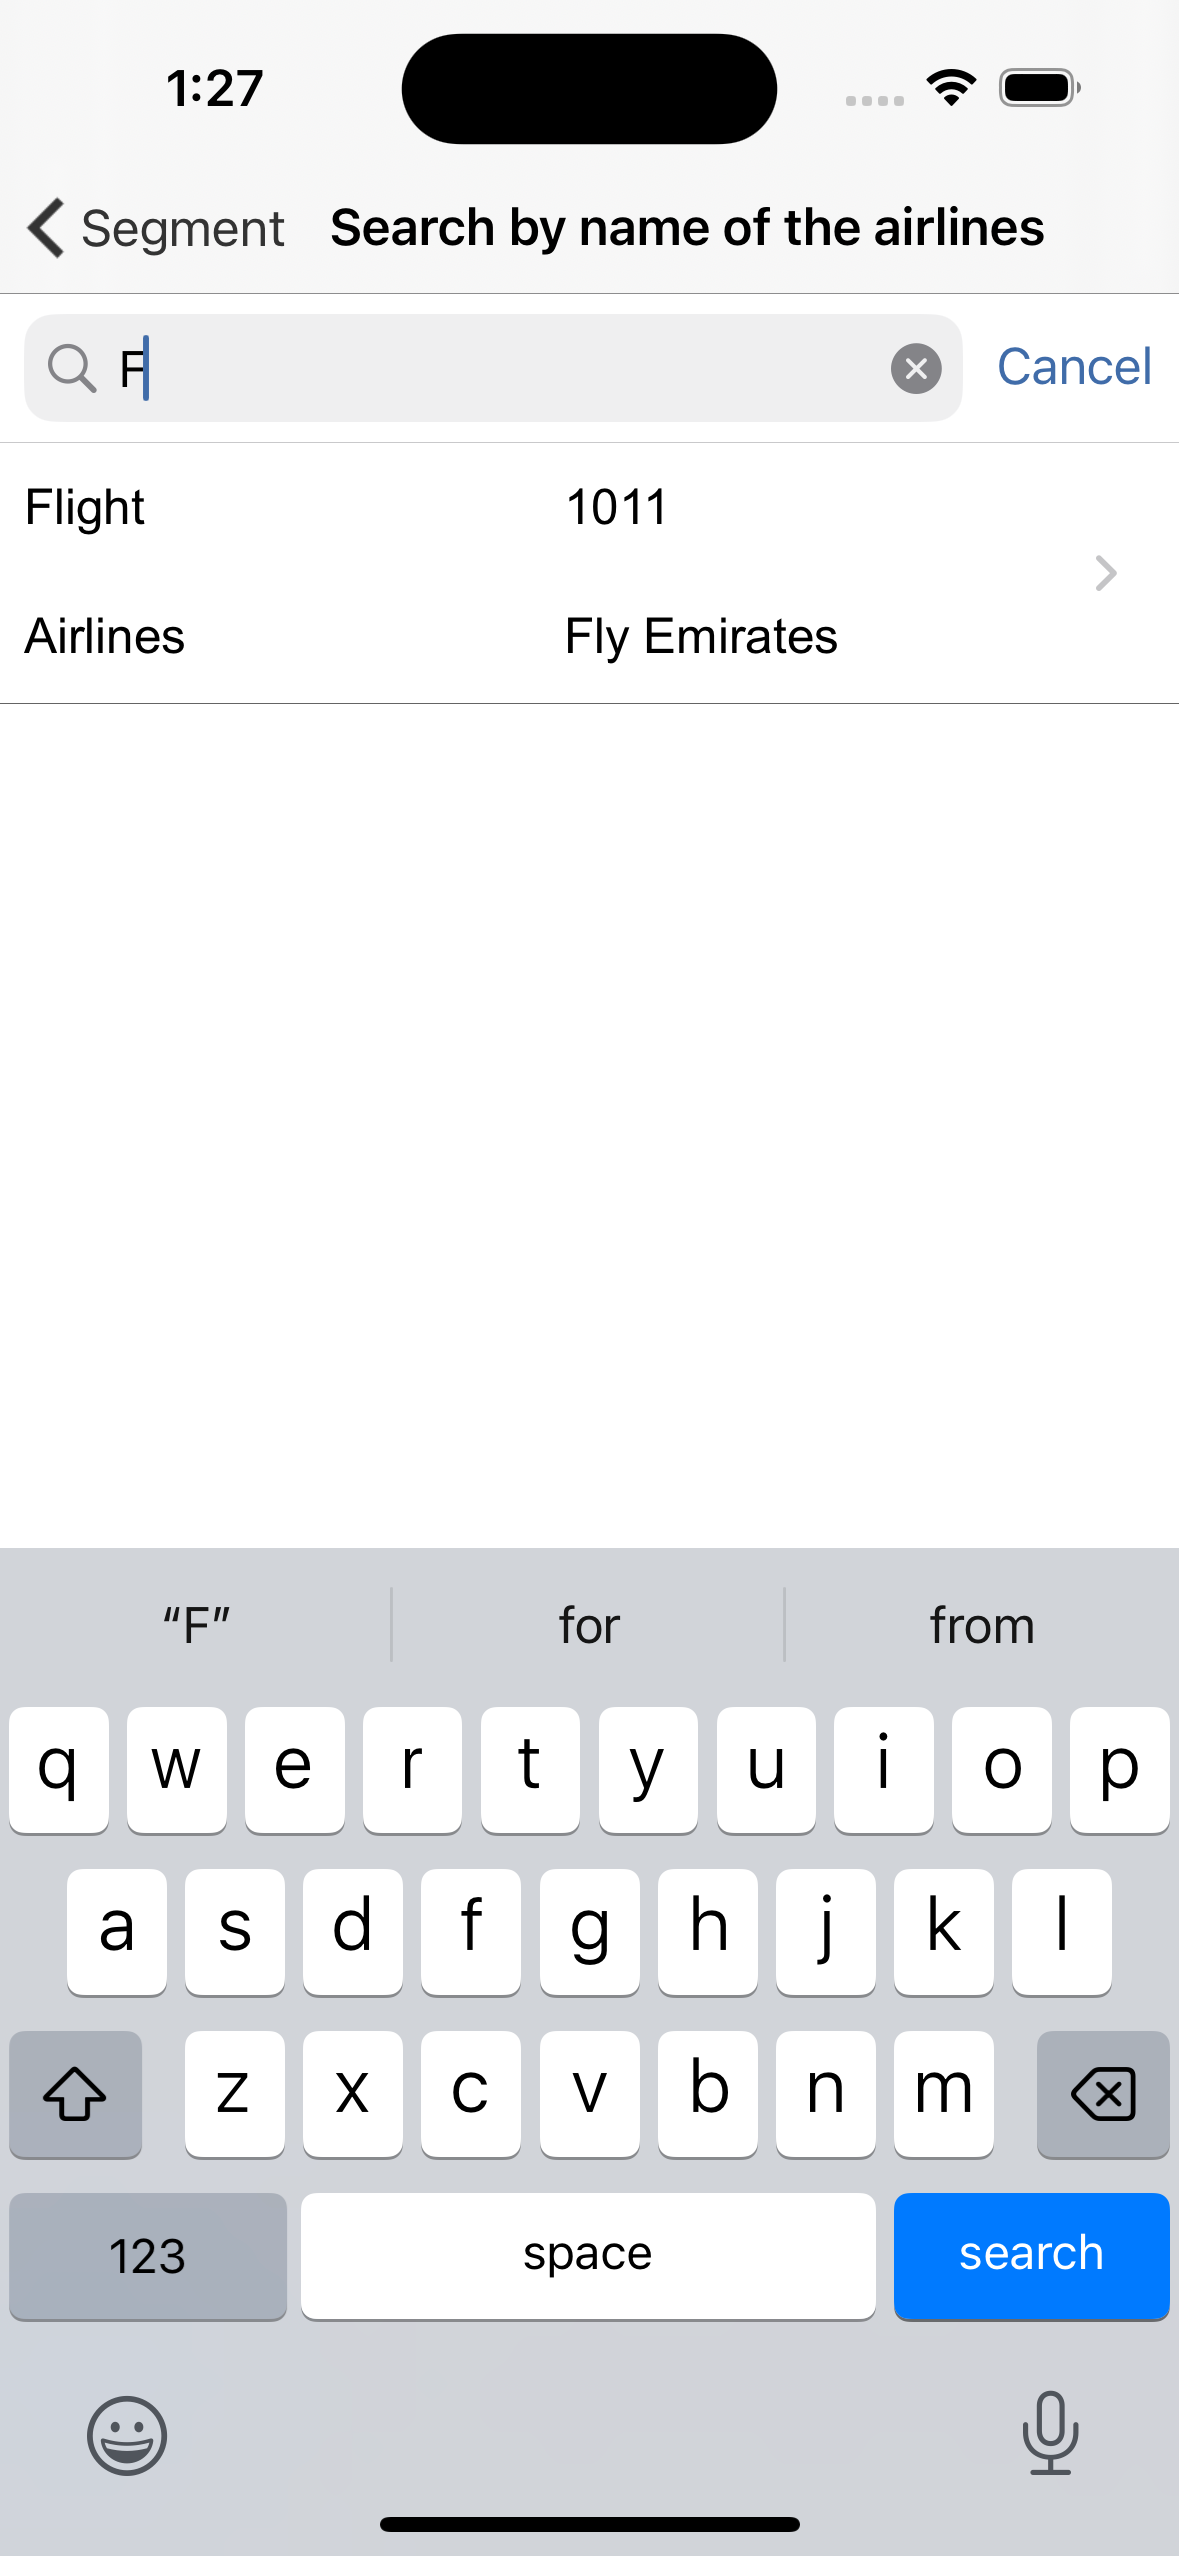 1:27
Segment Search by name of the airlines
F Cancel
Flight 1011
Airlines Fly Emirates
“F” for from
q w e r t y u i o p
a s d f g h j k l
z x c v b n m
123 space search